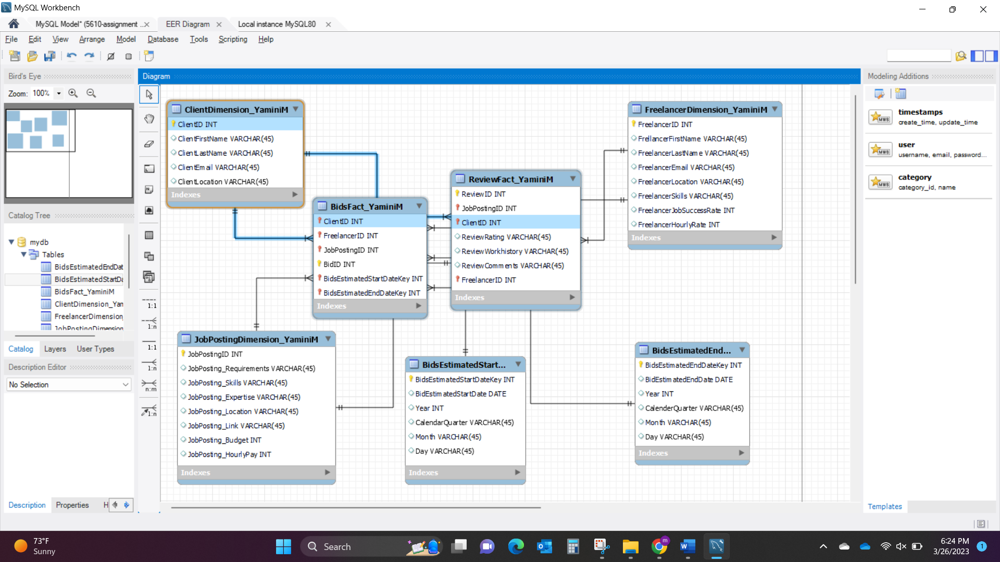 MySQL Workbench
MySQL Model* (5610-assignment ...
EER Diagram
Local instance MySQL80
File Edit View Arrange Model Database Tools Scripting Help
Bird's Eye
Zoom: 100%
Catalog Tree
mydb
Tables
BidsEstimatedEndDat
BidsEstimatedStartDa
BidsFact_YaminiM
ClientDimension_Yan
FreelancerDimension_
JobPostingDimension
Catalog Layers User Types
Description Editor
No Selection
Description Properties H
Diagram
1:1
1:n
1:1
1:n
n:m
1:n
ClientDimension_YaminiM
ClientID INT
ClientFirstName VARCHAR(45)
ClientLastName VARCHAR(45)
ClientEmail VARCHAR(45)
ClientLocation VARCHAR(45)
Indexes
BidsFact_YaminiM
ClientID INT
FreelancerID INT
JobPostingID INT
BidID INT
BidsEstimatedStartDateKey INT
BidsEstimatedEndDateKey INT
Indexes
ReviewFact_YaminiM
ReviewID INT
JobPostingID INT
ClientID INT
ReviewRating VARCHAR(45)
ReviewWorkhistory VARCHAR(45)
ReviewComments VARCHAR(45)
FreelancerID INT
Indexes
FreelancerDimension_YaminiM
FreelancerID INT
FrellancerFirstName VARCHAR(45)
FreelancerLastName VARCHAR(45)
FreelancerEmail VARCHAR(45)
FreelancerLocation VARCHAR(45)
FreelancerSkills VARCHAR(45)
FreelancerJobSuccessRate INT
FreelancerHourlyRate INT
Indexes
JobPostingDimension_YaminiM
JobPostingID INT
JobPosting_Requirements VARCHAR(45)
JobPosting_Skills VARCHAR(45)
JobPosting_Expertise VARCHAR(45)
JobPosting_Location VARCHAR(45)
JobPosting_Link VARCHAR(45)
JobPosting_Budget INT
JobPosting_HourlyPay INT
Indexes
BidsEstimatedStart...
BidsEstimatedStartDateKey INT
BidEstimatedStartDate DATE
Year INT
CalendarQuarter VARCHAR(45)
Month VARCHAR(45)
Day VARCHAR(45)
Indexes
BidsEstimatedEnd...
BidsEstimatedEndDateKey INT
BidEstimatedEndDate DATE
Year INT
CalenderQuarter VARCHAR(45)
Month VARCHAR(45)
Day VARCHAR(45)
Indexes
Modeling Additions
timestamps
create_time, update_time
user
username, email, password...
category
category_id, name
MWB
MWB
MWB
Templates
73°F
Sunny
Search
m
W
6:24 PM
3/26/2023
1